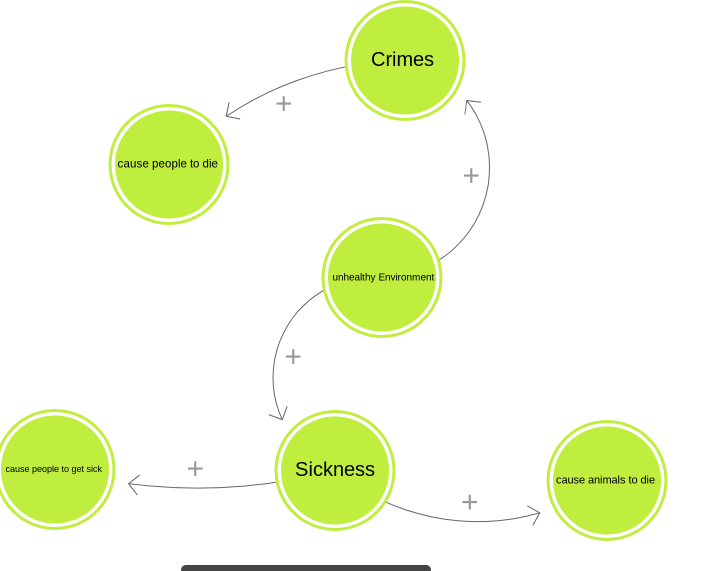 Crimes
+
cause people to die
+
unhealthy Environment
+
Sickness
cause people to get sick
+
cause animals to die
+